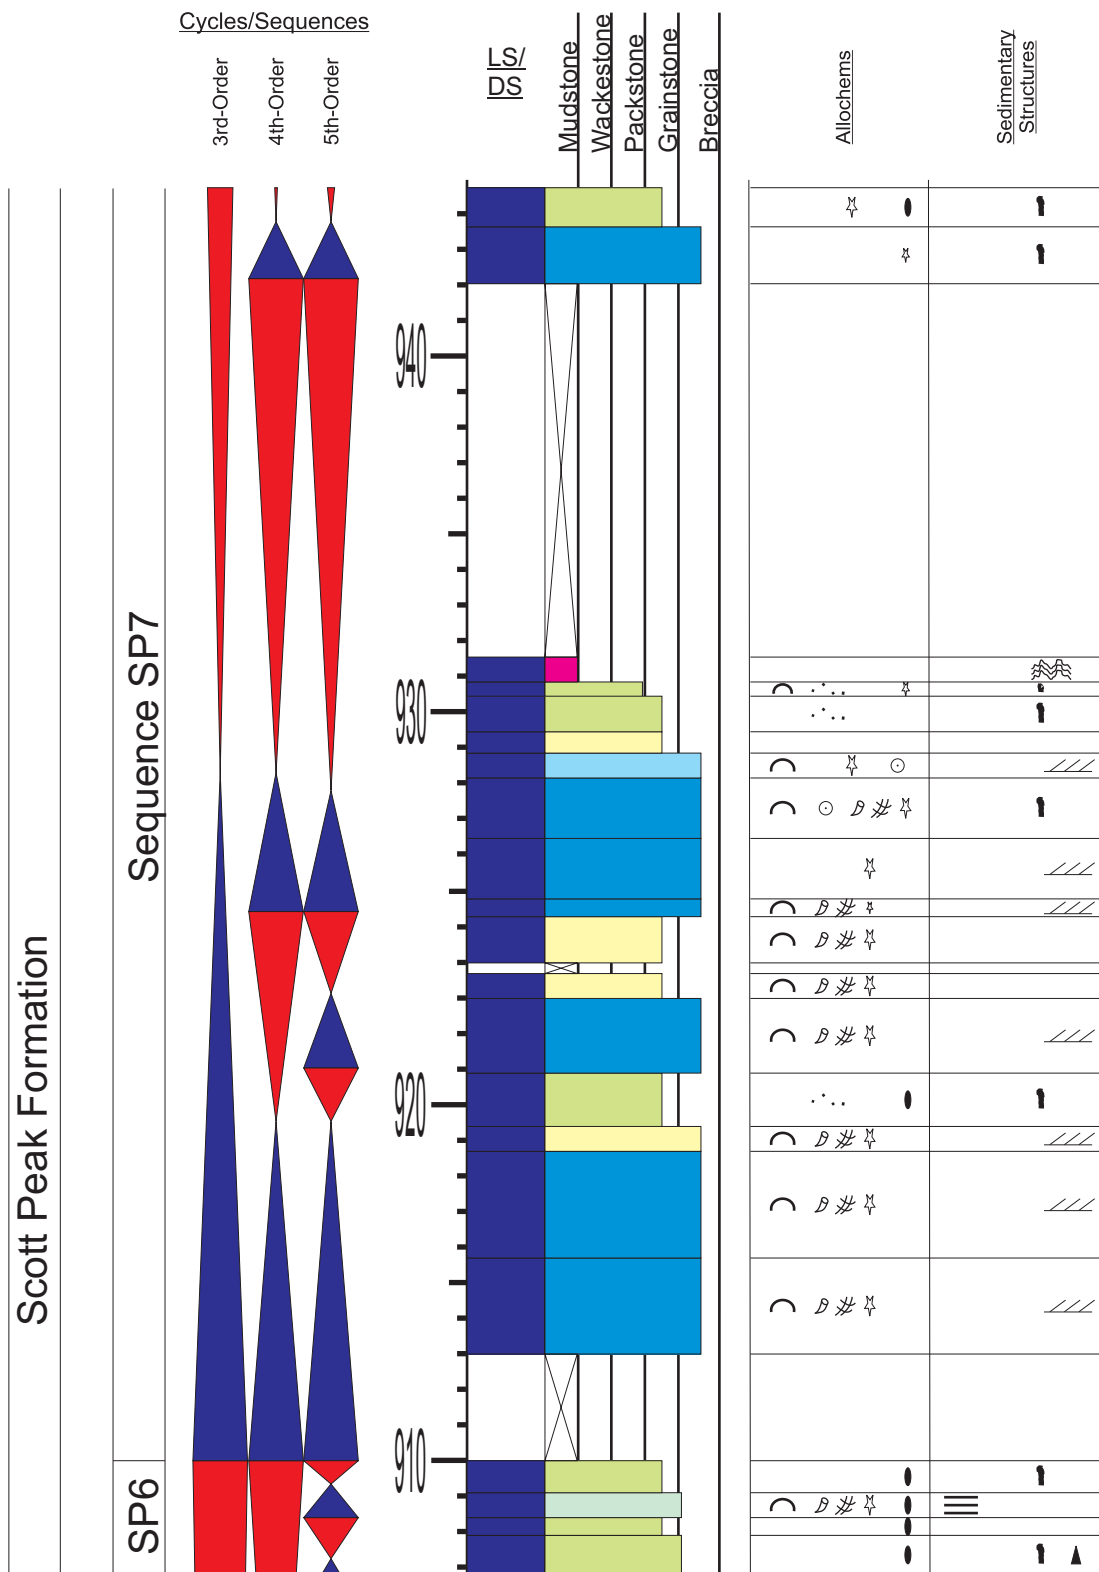 Cycles/Sequences
3rd-Order
4th-Order
5th-Order
LS/
DS
Mudstone
Wackestone
Packstone
Grainstone
Breccia
Allochems
Sedimentary
Structures
940
930
920
910
Sequence SP7
Scott Peak Formation
SP6